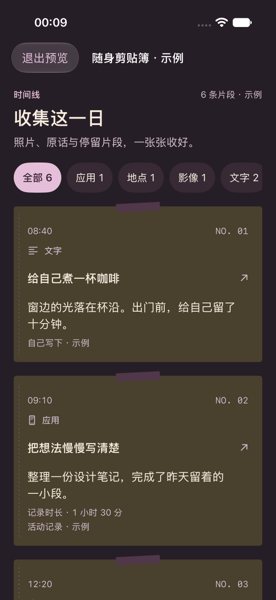 00:09
退出预览
随身剪贴簿 · 示例
时间线
6 条片段 · 示例
收集这一日
照片、原话与停留片段，一张张收好。
全部 6
应用 1
地点 1
影像 1
文字 2
08:40
NO. 01
文字
给自己煮一杯咖啡
窗边的光落在杯沿。出门前，给自己留了
十分钟。
自己写下 · 示例
09:10
NO. 02
应用
把想法慢慢写清楚
整理一份设计笔记，完成了昨天留着的
一小段。
记录时长 · 1 小时 30 分
活动记录 · 示例
12:20
NO. 03